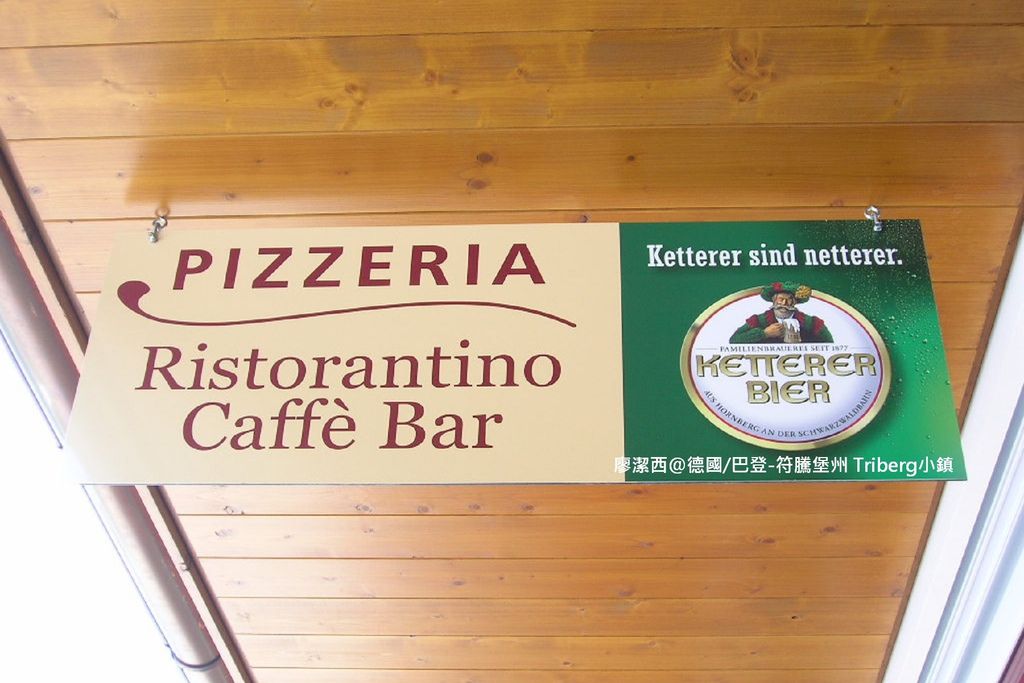 PIZZERIA
Ristorantino
Caffè Bar
Ketterer sind netterer.
FAMILIENBRAUEREI SEIT 1877
KETTERER
BIER
AUS HORNBERG AN DER SCHWARZWALDBAHN
廖潔西@德國/巴登-符騰堡州 Triberg小鎮